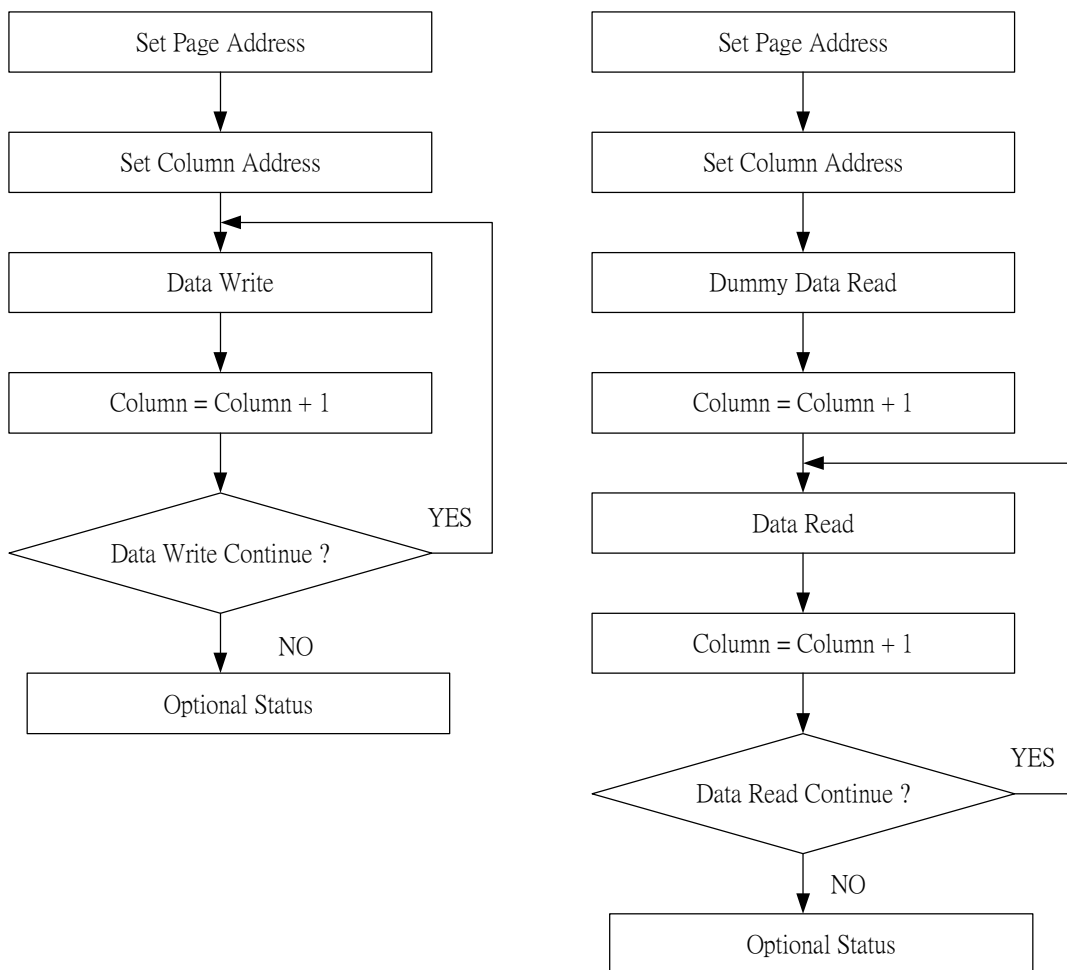 Set Page Address
Set Column Address
Data Write
Column = Column + 1
Data Write Continue ?
YES
NO
Optional Status
Set Page Address
Set Column Address
Dummy Data Read
Column = Column + 1
Data Read
Column = Column + 1
Data Read Continue ?
YES
NO
Optional Status